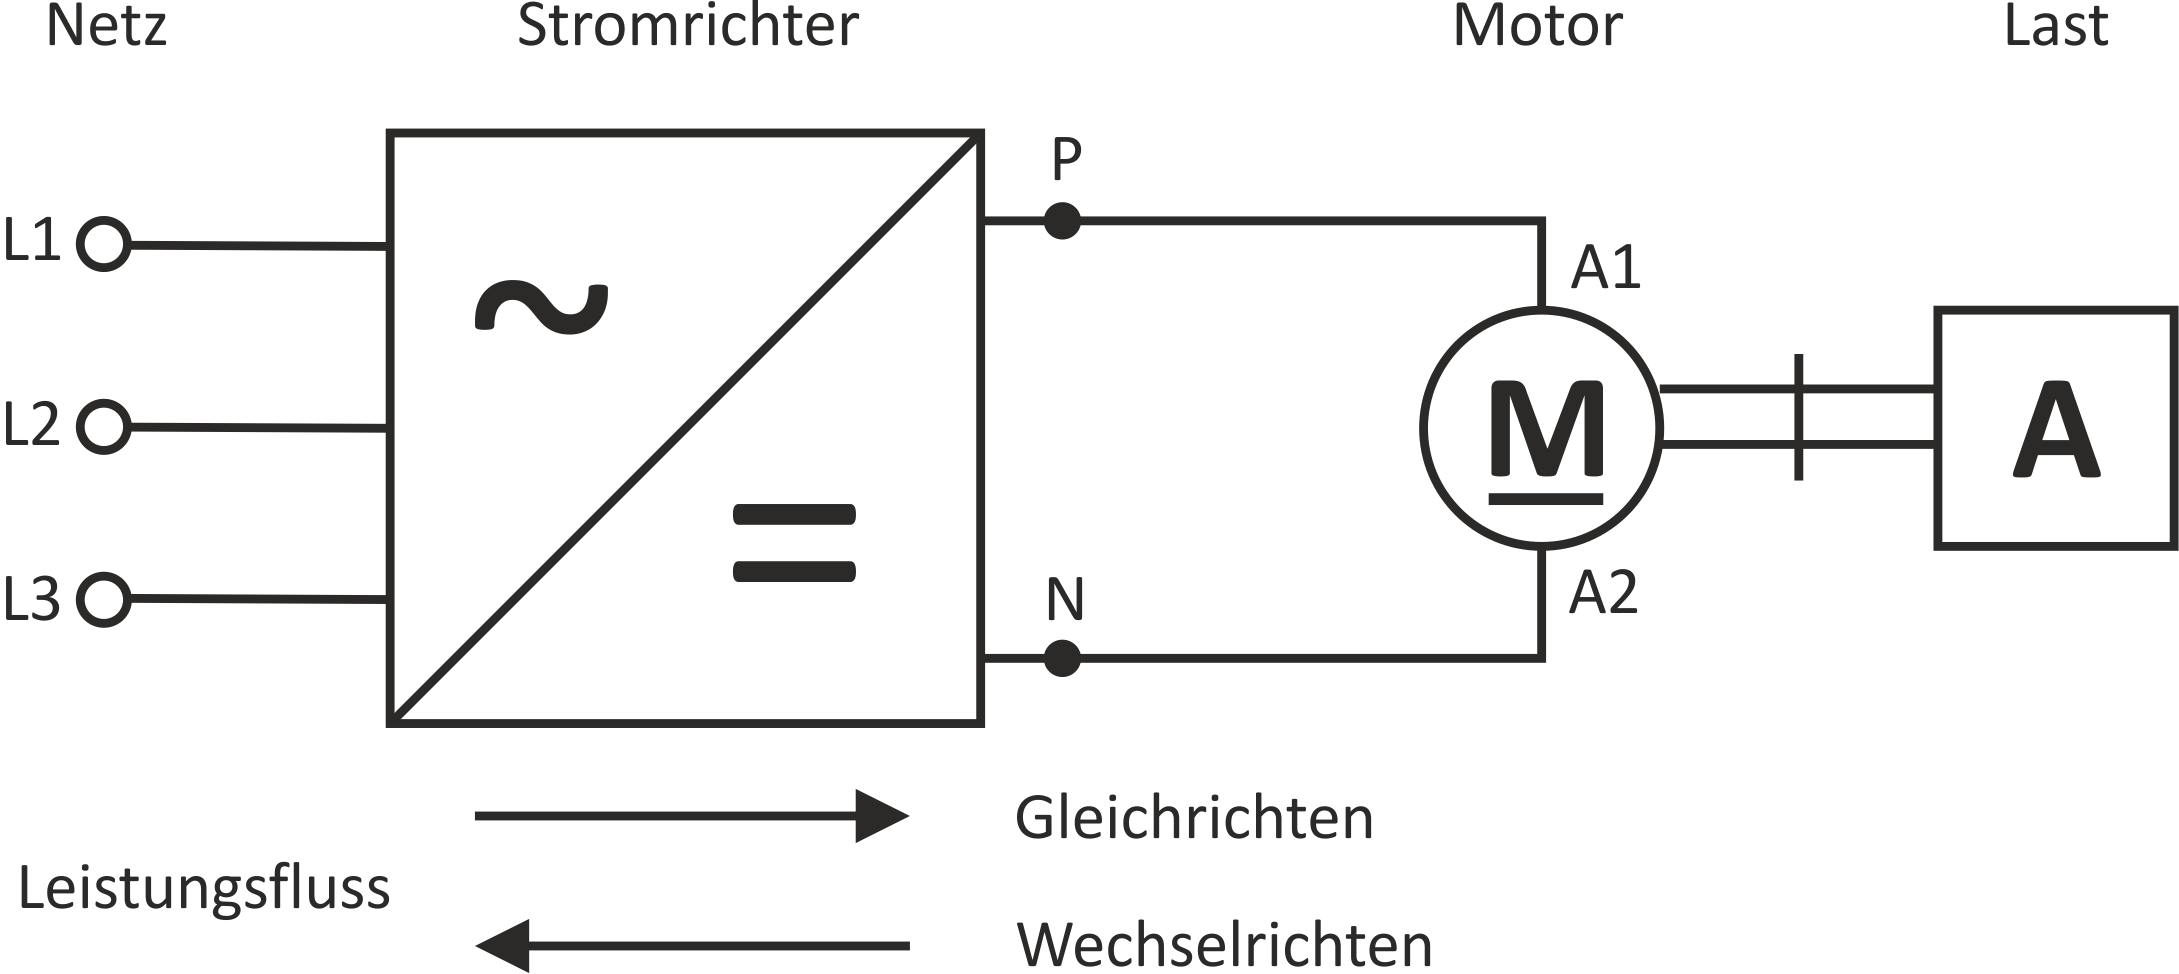 Netz
Stromrichter
Motor
Last
P
L1
~
A1
L2
M
A
=
L3
N
A2
Gleichrichten
Leistungsfluss
Wechselrichten